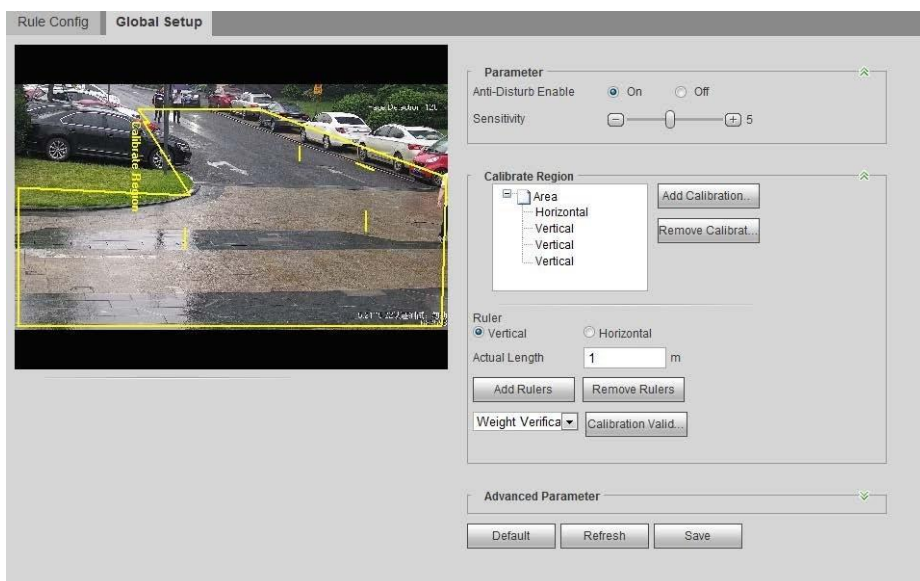 Rule Config
Global Setup
Calibrate Region
Parameter
Anti-Disturb Enable
On
Off
Sensitivity
5
Calibrate Region
Area
Horizontal
Vertical
Vertical
Vertical
Add Calibration..
Remove Calibrat...
Ruler
Vertical
Horizontal
Actual Length
1
m
Add Rulers
Remove Rulers
Weight Verifica
Calibration Valid...
Advanced Parameter
Default
Refresh
Save